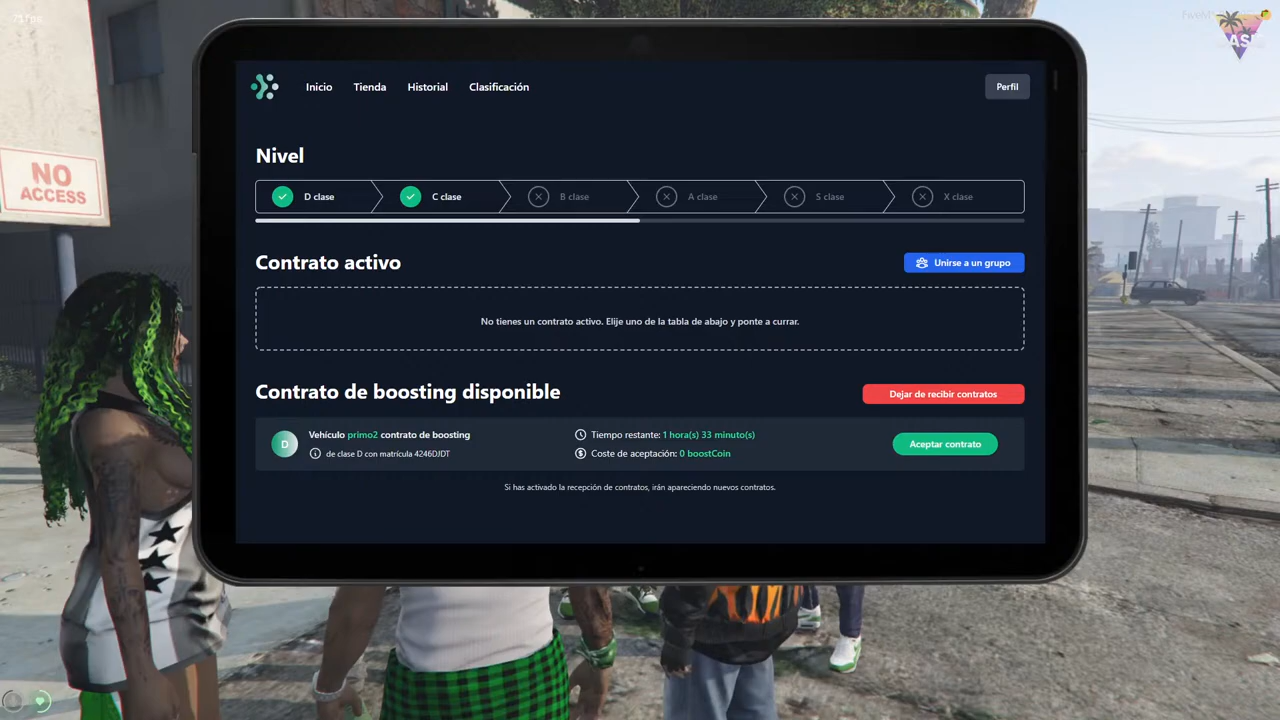 71fps
FiveM
ASI
NO
ACCESS
Inicio
Tienda
Historial
Clasificación
Perfil
Nivel
D clase
C clase
B clase
A clase
S clase
X clase
Contrato activo
Unirse a un grupo
No tienes un contrato activo. Elije uno de la tabla de abajo y ponte a currar.
Contrato de boosting disponible
Dejar de recibir contratos
D
Vehículo primo2 contrato de boosting
de clase D con matrícula 4246DJDT
Tiempo restante: 1 hora(s) 33 minuto(s)
Coste de aceptación: 0 boostCoin
Aceptar contrato
Si has activado la recepción de contratos, irán apareciendo nuevos contratos.